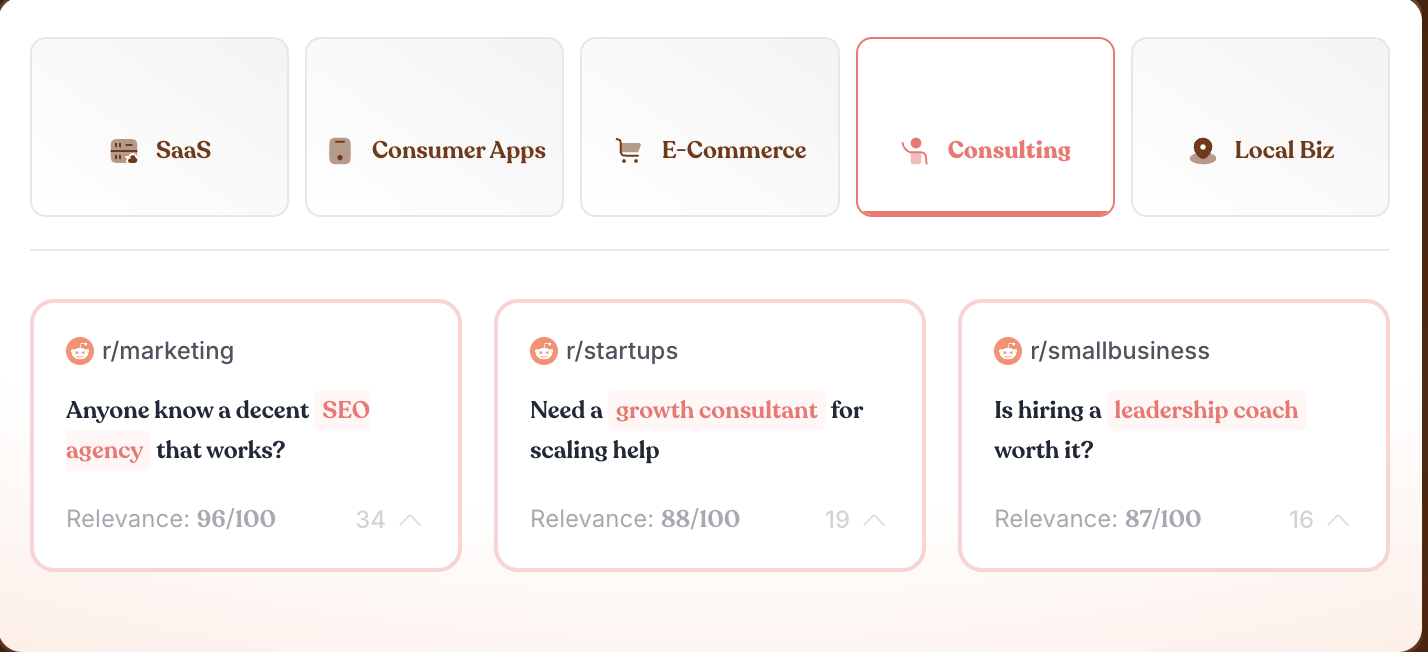 SaaS
Consumer Apps
E-Commerce
Consulting
Local Biz
r/marketing
Anyone know a decent SEO
agency that works?
Relevance: 96/100
34
r/startups
Need a growth consultant for
scaling help
Relevance: 88/100
19
r/smallbusiness
Is hiring a leadership coach
worth it?
Relevance: 87/100
16